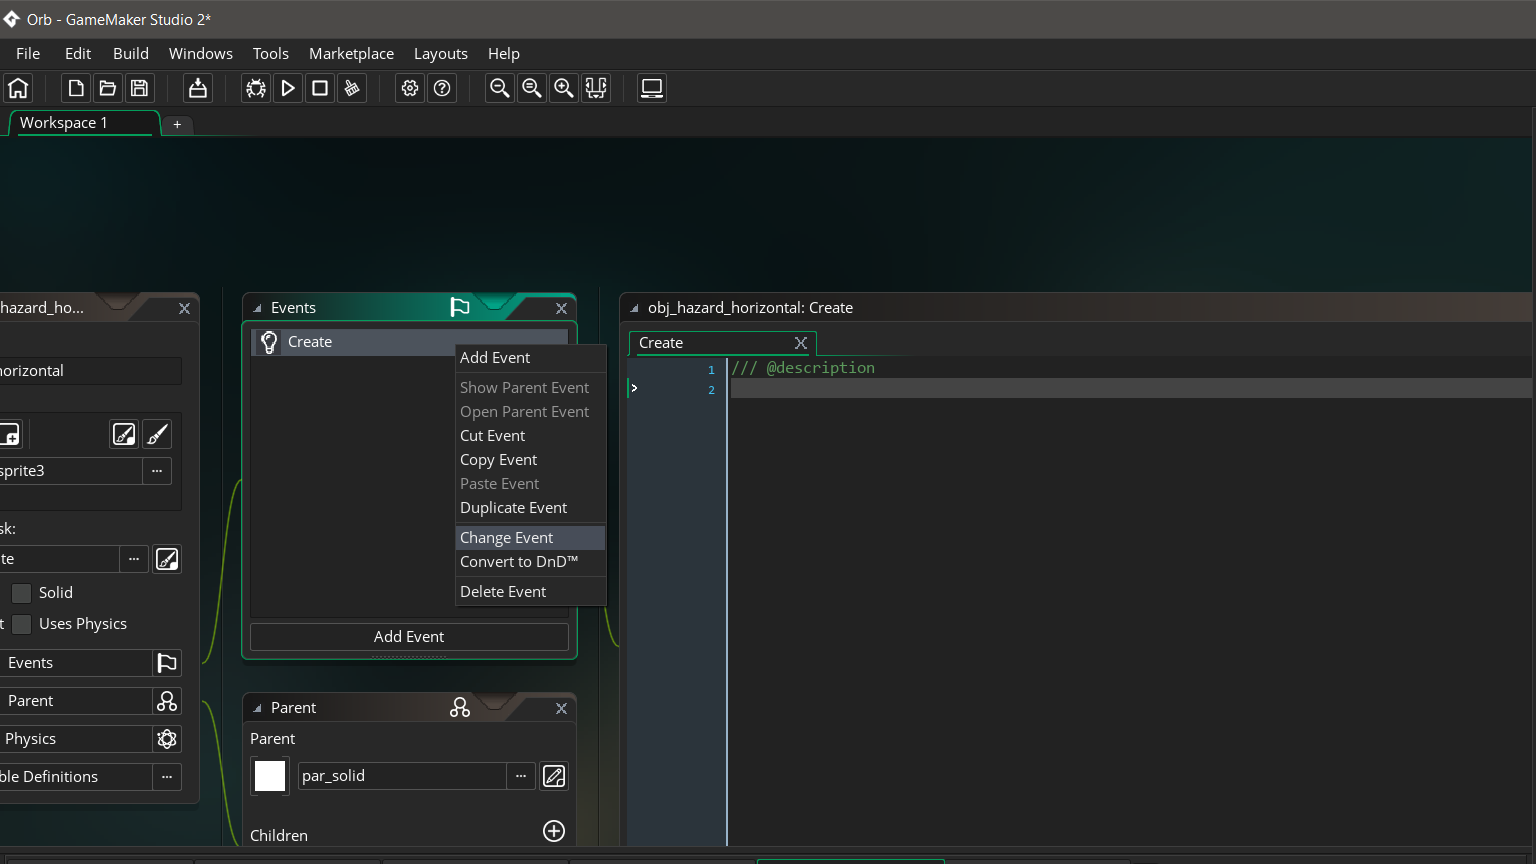 Orb - GameMaker Studio 2*
File Edit Build Windows Tools Marketplace Layouts Help
Workspace 1 +
hazard_ho...
Events
obj_hazard_horizontal: Create
Create
Create
Add Event
1 /// @description
2
orizontal
Show Parent Event
Open Parent Event
Cut Event
Copy Event
Paste Event
Duplicate Event
Change Event
Convert to DnD™
Delete Event
sprite3 ...
sk:
te ...
Solid
t Uses Physics
Add Event
Events
Parent
Physics
ble Definitions ...
Parent
Parent
par_solid ...
Children